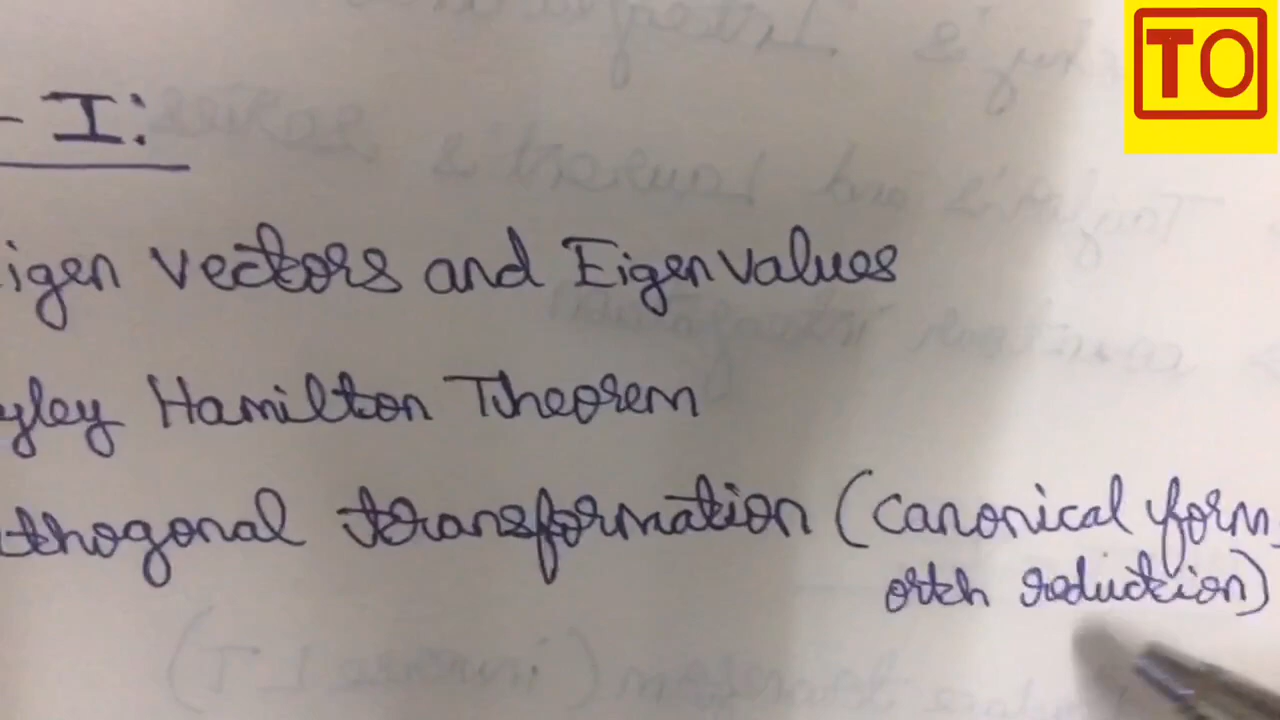 TO
- I:
igen vectors and Eigen values
yley Hamilton Theorem
thogonal transformation (canonical form
orth reduction)